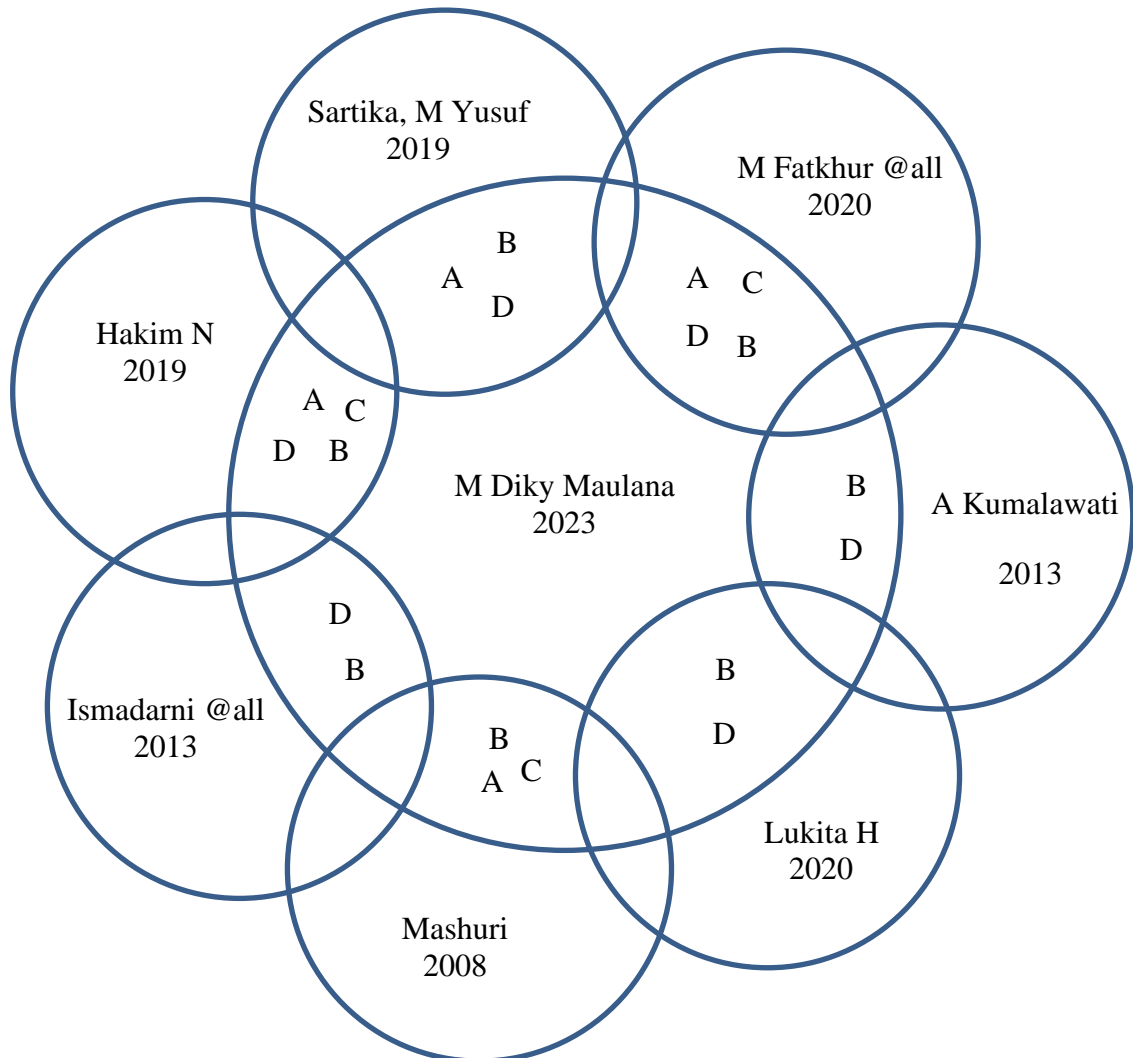 Sartika, M Yusuf
2019
M Fatkhur @all
2020
B
A
D
A C
D B
Hakim N
2019
A C
D B
M Diky Maulana
2023
B
D
A Kumalawati
2013
D
B
Ismadarni @all
2013
B
A C
B
D
Lukita H
2020
Mashuri
2008